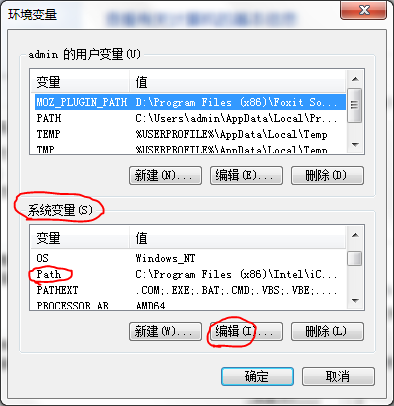 环境变量
admin 的用户变量(U)
变量 值
MOZ_PLUGIN_PATH D:\Program Files (x86)\Foxit So...
PATH C:\Users\admin\AppData\Local\Pr...
TEMP %USERPROFILE%\AppData\Local\Temp
TMP %USERPROFILE%\AppData\Local\Temp
新建(N)... 编辑(E)... 删除(D)
系统变量(S)
变量 值
OS Windows_NT
Path C:\Program Files (x86)\Intel\iC...
PATHEXT .COM;.EXE;.BAT;.CMD;.VBS;.VBE;....
PROCESSOR_AR AMD64
新建(W)... 编辑(I)... 删除(L)
确定 取消